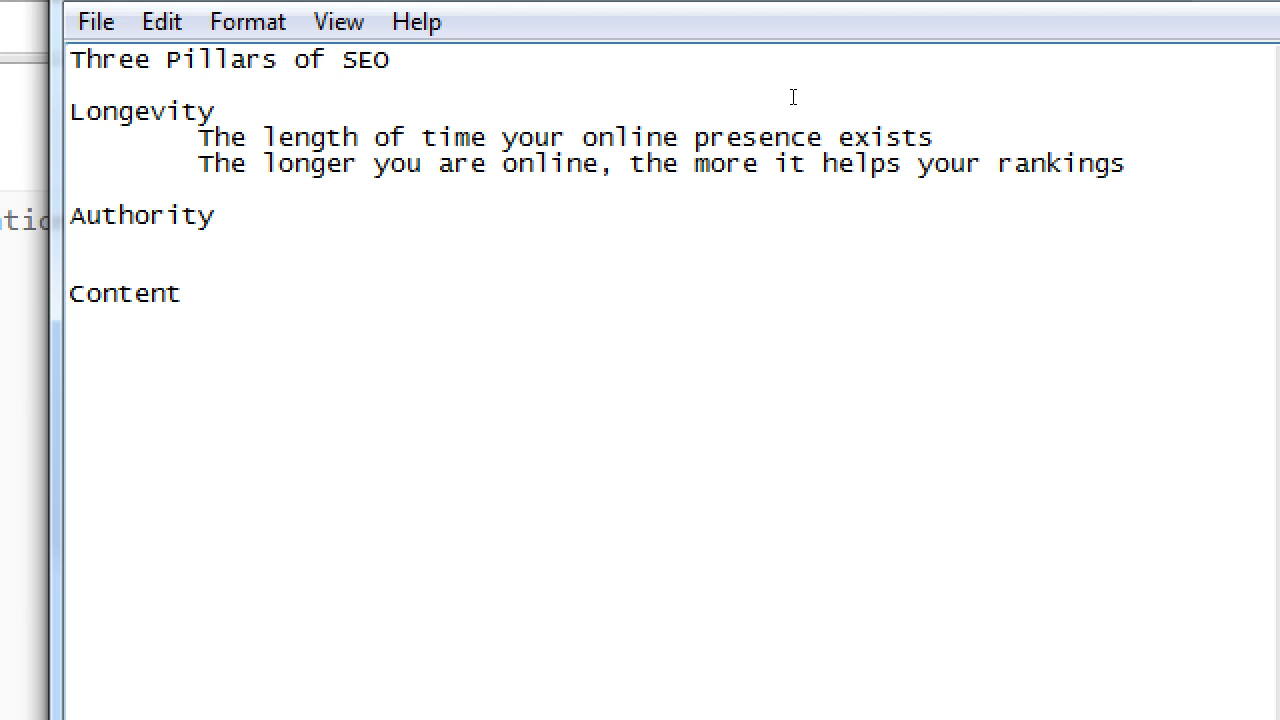 File Edit Format View Help
Three Pillars of SEO
Longevity
The length of time your online presence exists
The longer you are online, the more it helps your rankings
Authority
Content